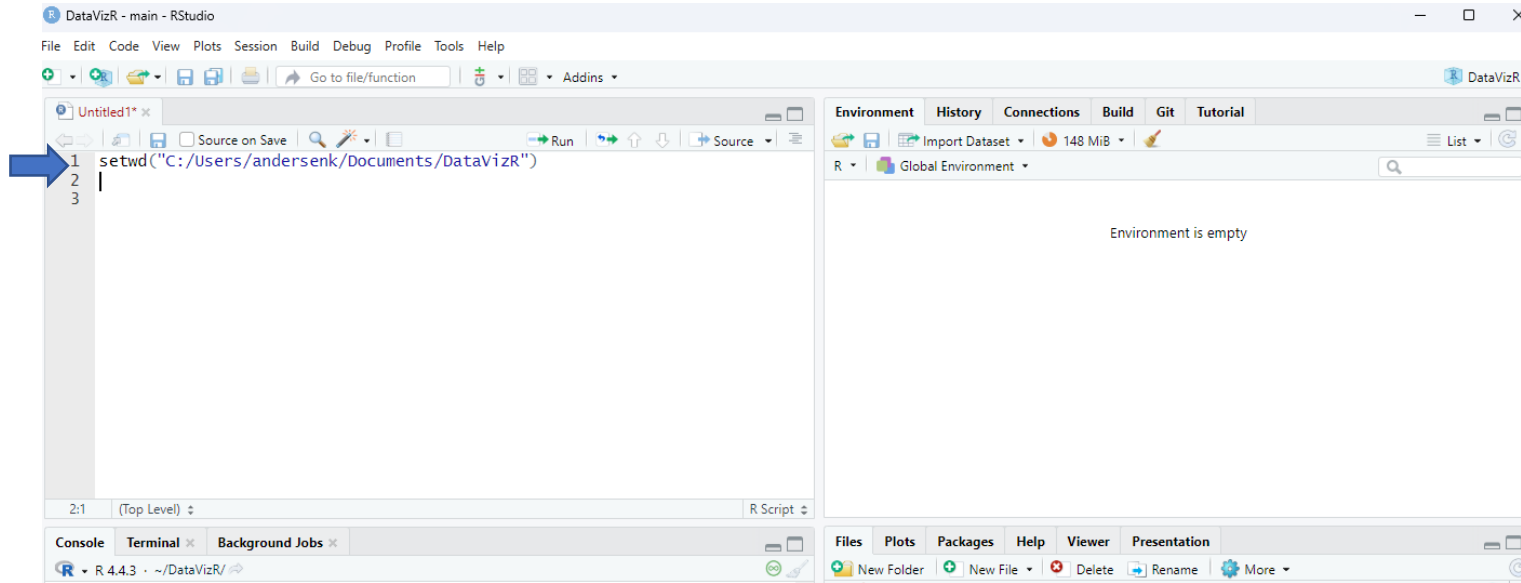 DataVizR - main - RStudio
File Edit Code View Plots Session Build Debug Profile Tools Help
Go to file/function Addins DataVizR
Untitled1*
Source on Save Run Source
1 setwd("C:/Users/andersenk/Documents/DataVizR")
2
3
2:1 (Top Level) R Script
Environment History Connections Build Git Tutorial
Import Dataset 148 MiB List
R Global Environment
Environment is empty
Console Terminal Background Jobs
R 4.4.3 · ~/DataVizR/
Files Plots Packages Help Viewer Presentation
New Folder New File Delete Rename More